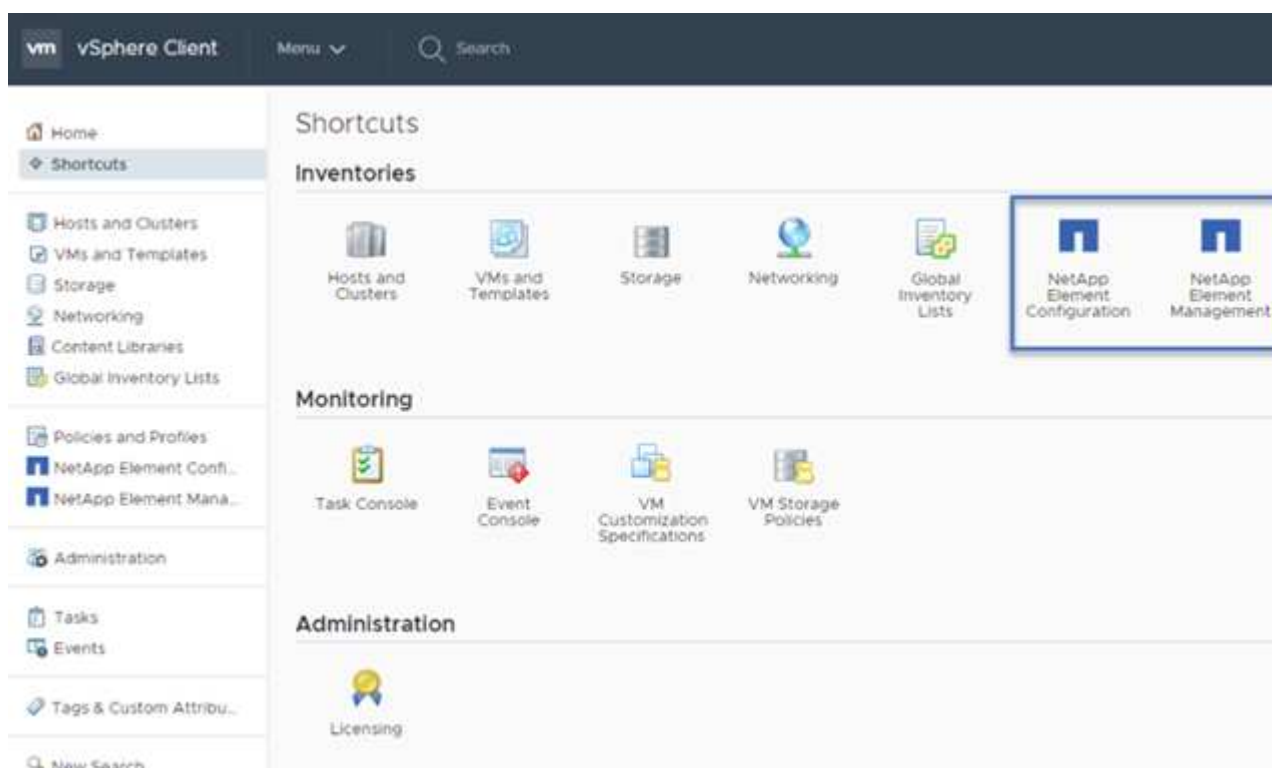 vm vSphere Client Menu Search
Home
Shortcuts
Hosts and Clusters
VMs and Templates
Storage
Networking
Content Libraries
Global Inventory Lists
Policies and Profiles
NetApp Element Confi...
NetApp Element Mana...
Administration
Tasks
Events
Tags & Custom Attribu...
New Search
Shortcuts
Inventories
Hosts and
Clusters
VMs and
Templates
Storage
Networking
Global
Inventory
Lists
NetApp
Element
Configuration
NetApp
Element
Management
Monitoring
Task Console
Event
Console
VM
Customization
Specifications
VM Storage
Policies
Administration
Licensing